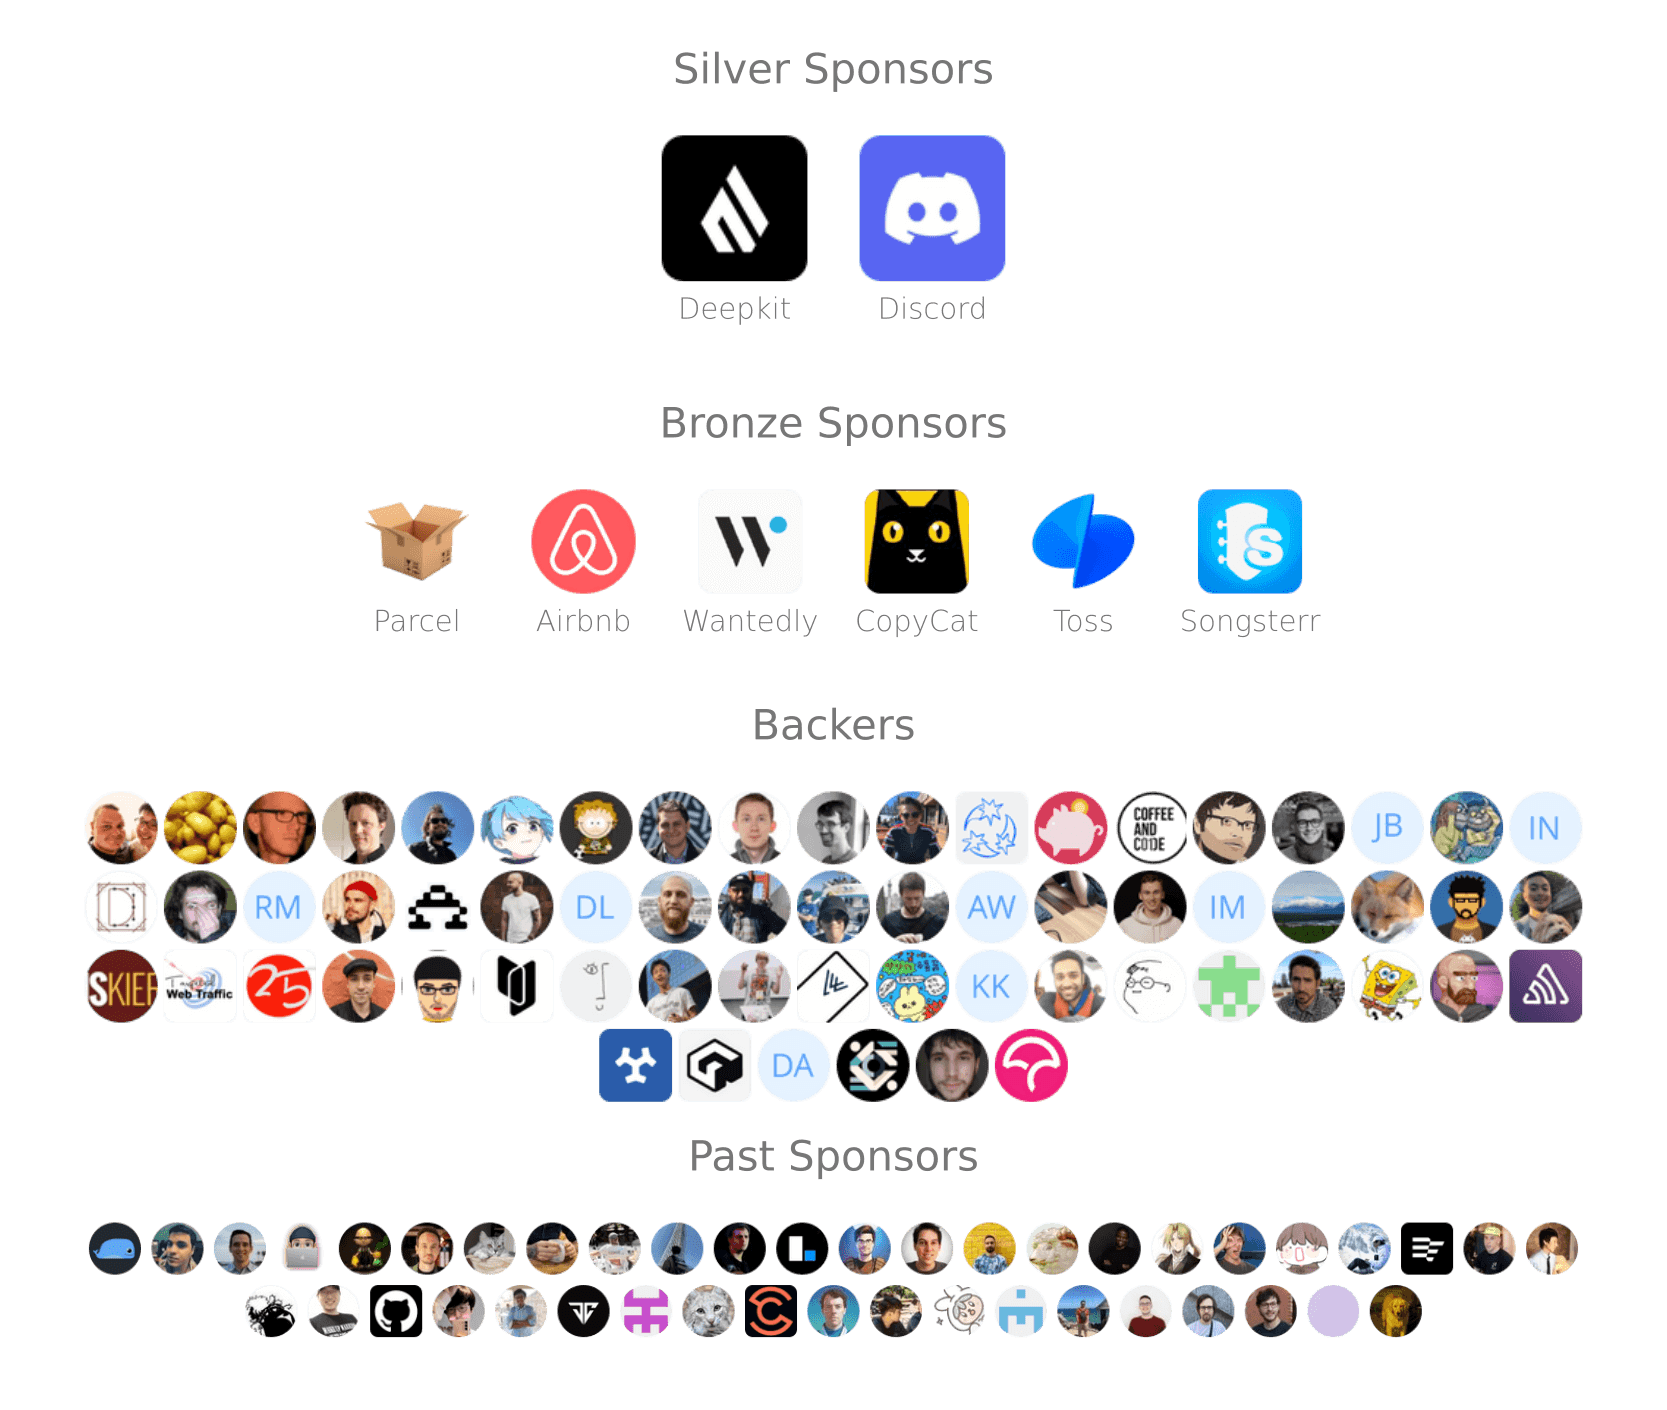 Silver Sponsors
Deepkit Discord
Bronze Sponsors
Parcel Airbnb Wantedly CopyCat Toss Songsterr
Backers
COFFEE
AND
CODE
JB
IN
RM
DL
AW
IM
SKIEF
Web Traffic
25
KK
DA
Past Sponsors